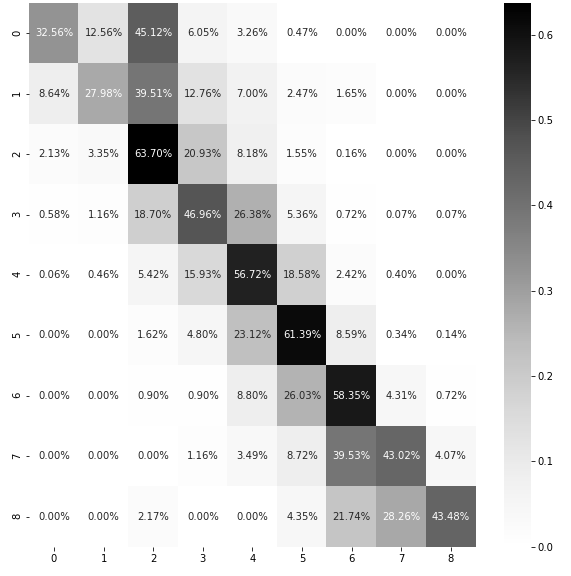 0 32.56% 12.56% 45.12% 6.05% 3.26% 0.47% 0.00% 0.00% 0.00%
1 8.64% 27.98% 39.51% 12.76% 7.00% 2.47% 1.65% 0.00% 0.00%
2 2.13% 3.35% 63.70% 20.93% 8.18% 1.55% 0.16% 0.00% 0.00%
3 0.58% 1.16% 18.70% 46.96% 26.38% 5.36% 0.72% 0.07% 0.07%
4 0.06% 0.46% 5.42% 15.93% 56.72% 18.58% 2.42% 0.40% 0.00%
5 0.00% 0.00% 1.62% 4.80% 23.12% 61.39% 8.59% 0.34% 0.14%
6 0.00% 0.00% 0.90% 0.90% 8.80% 26.03% 58.35% 4.31% 0.72%
7 0.00% 0.00% 0.00% 1.16% 3.49% 8.72% 39.53% 43.02% 4.07%
8 0.00% 0.00% 2.17% 0.00% 0.00% 4.35% 21.74% 28.26% 43.48%
0 1 2 3 4 5 6 7 8
0.6
0.5
0.4
0.3
0.2
0.1
0.0